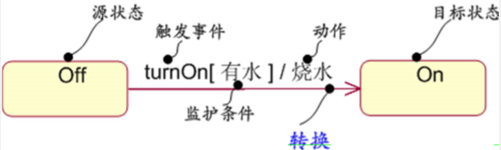 源状态
触发事件
动作
目标状态
Off
turnOn[ 有水 ] / 烧水
On
监护条件
转换